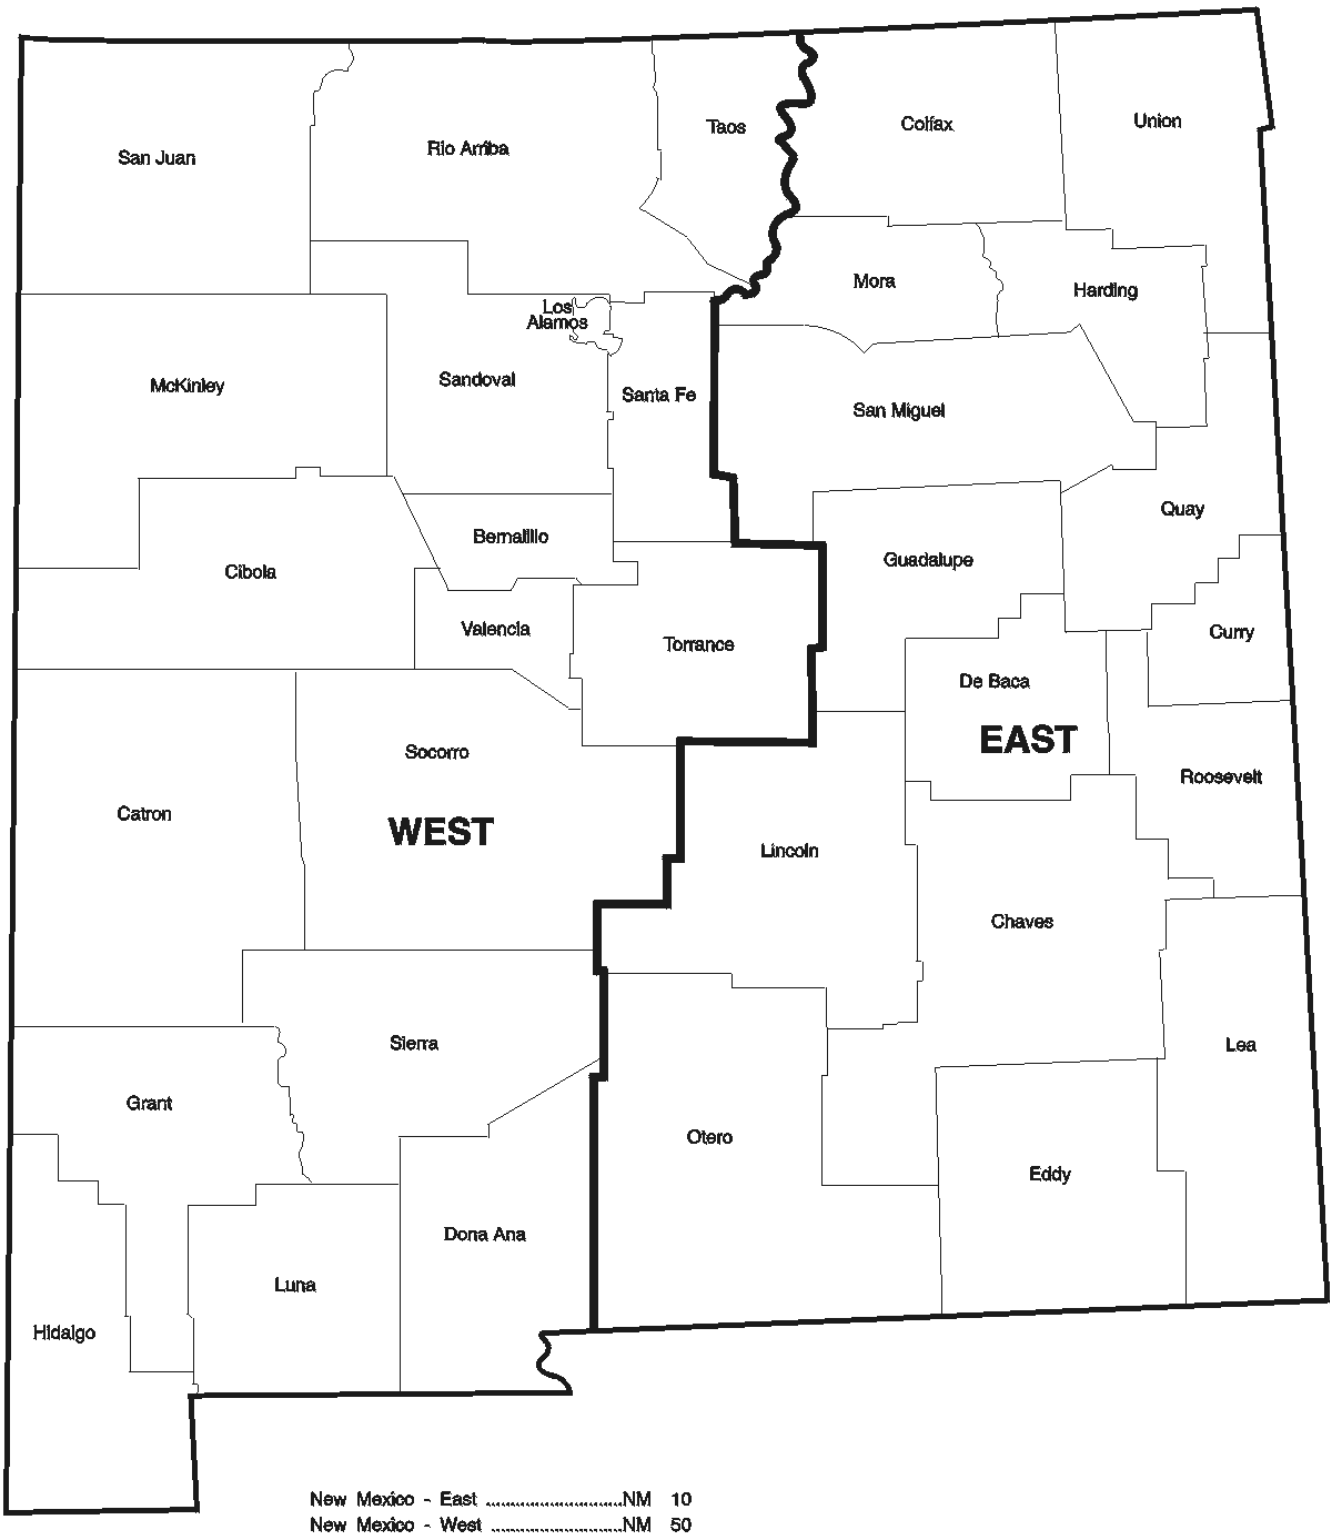 Colfax
Union
Taos
Rio Arriba
San Juan
Mora
Harding
Los
Alamos
Sandoval
McKinley
Santa Fe
San Miguel
Quay
Bernalillo
Guadalupe
Cibola
Valencia
Curry
Torrance
De Baca
EAST
Socorro
Roosevelt
Catron
WEST
Lincoln
Chaves
Sierra
Lea
Grant
Otero
Eddy
Dona Ana
Luna
Hidalgo
New Mexico - East ............................NM 10
New Mexico - West ...........................NM 50